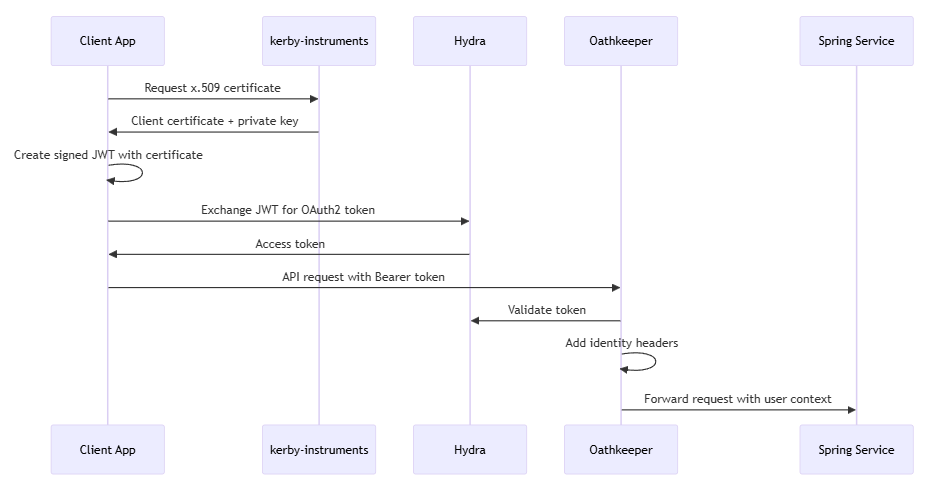 Client App
kerby-instruments
Hydra
Oathkeeper
Spring Service
Request x.509 certificate
Client certificate + private key
Create signed JWT with certificate
Exchange JWT for OAuth2 token
Access token
API request with Bearer token
Validate token
Add identity headers
Forward request with user context
Client App
kerby-instruments
Hydra
Oathkeeper
Spring Service